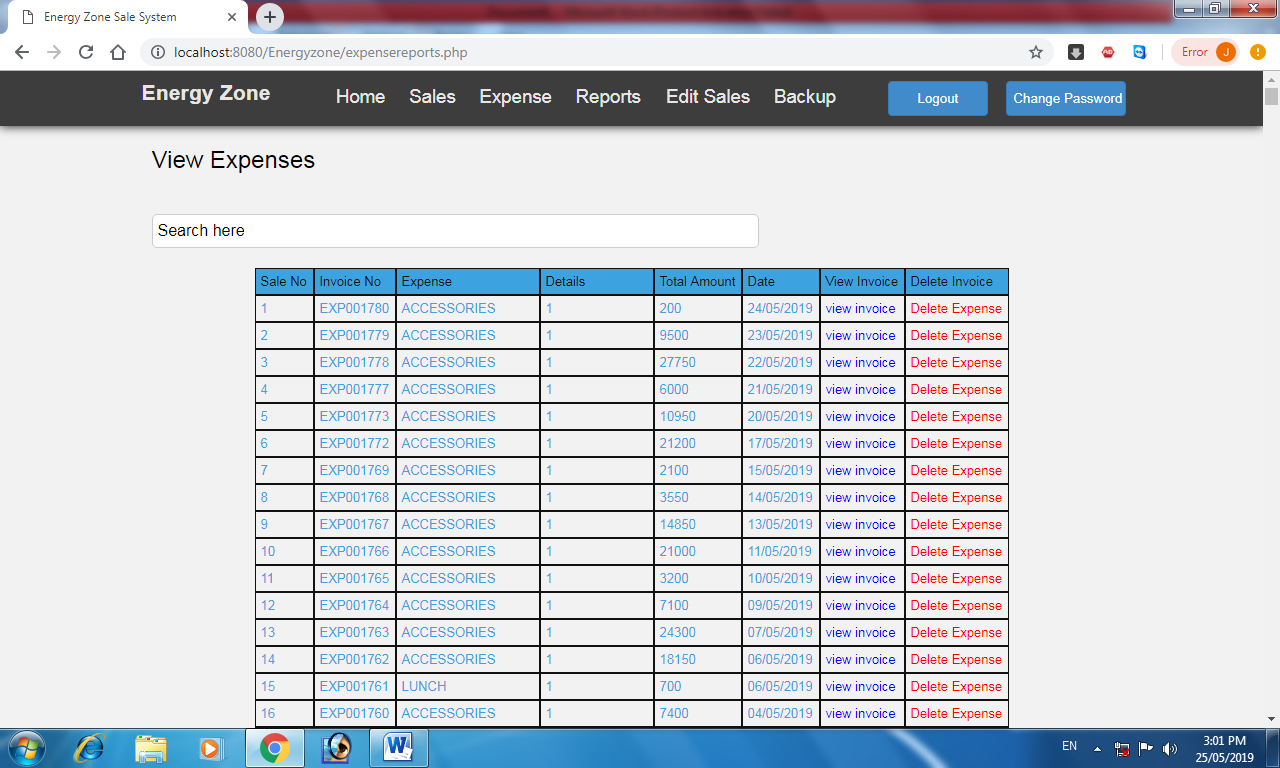 Energy Zone Sale System
localhost:8080/Energyzone/expensereports.php
Error J
Energy Zone Home Sales Expense Reports Edit Sales Backup Logout Change Password
View Expenses
Search here
Sale No Invoice No Expense Details Total Amount Date View Invoice Delete Invoice
1 EXP001780 ACCESSORIES 1 200 24/05/2019 view invoice Delete Expense
2 EXP001779 ACCESSORIES 1 9500 23/05/2019 view invoice Delete Expense
3 EXP001778 ACCESSORIES 1 27750 22/05/2019 view invoice Delete Expense
4 EXP001777 ACCESSORIES 1 6000 21/05/2019 view invoice Delete Expense
5 EXP001773 ACCESSORIES 1 10950 20/05/2019 view invoice Delete Expense
6 EXP001772 ACCESSORIES 1 21200 17/05/2019 view invoice Delete Expense
7 EXP001769 ACCESSORIES 1 2100 15/05/2019 view invoice Delete Expense
8 EXP001768 ACCESSORIES 1 3550 14/05/2019 view invoice Delete Expense
9 EXP001767 ACCESSORIES 1 14850 13/05/2019 view invoice Delete Expense
10 EXP001766 ACCESSORIES 1 21000 11/05/2019 view invoice Delete Expense
11 EXP001765 ACCESSORIES 1 3200 10/05/2019 view invoice Delete Expense
12 EXP001764 ACCESSORIES 1 7100 09/05/2019 view invoice Delete Expense
13 EXP001763 ACCESSORIES 1 24300 07/05/2019 view invoice Delete Expense
14 EXP001762 ACCESSORIES 1 18150 06/05/2019 view invoice Delete Expense
15 EXP001761 LUNCH 1 700 06/05/2019 view invoice Delete Expense
16 EXP001760 ACCESSORIES 1 7400 04/05/2019 view invoice Delete Expense
EN
3:01 PM
25/05/2019